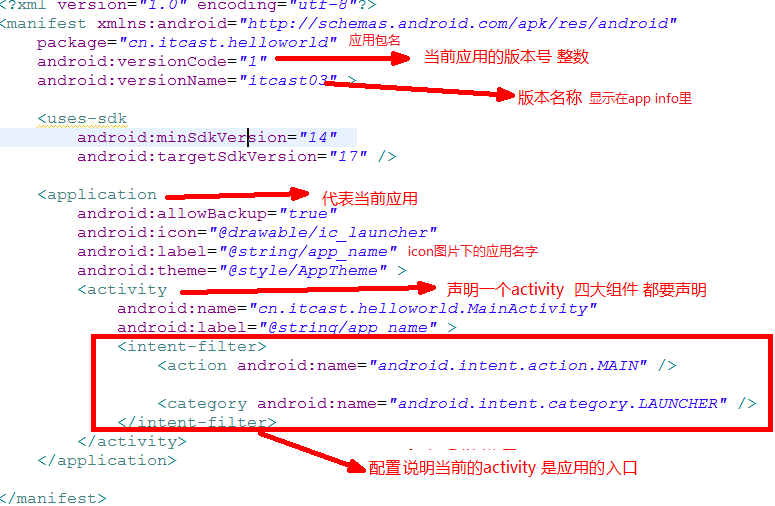 <?xml version="1.0" encoding="utf-8"?>
<manifest xmlns:android="http://schemas.android.com/apk/res/android"
package="cn.itcast.helloworld" 应用包名
android:versionCode="1" 当前应用的版本号 整数
android:versionName="itcast03" >
版本名称 显示在app info里
<uses-sdk
android:minSdkVersion="14"
android:targetSdkVersion="17" />
<application 代表当前应用
android:allowBackup="true"
android:icon="@drawable/ic_launcher"
android:label="@string/app_name" icon图片下的应用名字
android:theme="@style/AppTheme" >
<activity 声明一个activity 四大组件 都要声明
android:name="cn.itcast.helloworld.MainActivity"
android:label="@string/app_name" >
<intent-filter>
<action android:name="android.intent.action.MAIN" />
<category android:name="android.intent.category.LAUNCHER" />
</intent-filter>
</activity>
</application>
配置说明当前的activity 是应用的入口
</manifest>